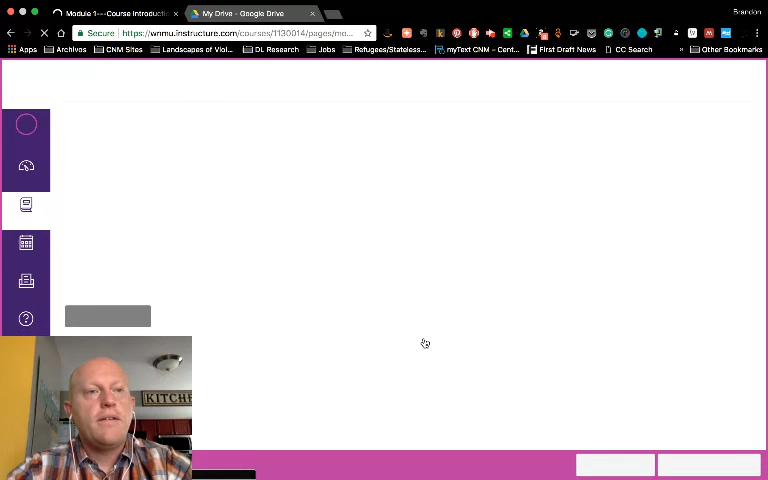 Module 1---Course Introductio × My Drive - Google Drive × Brandon
Secure https://wnmu.instructure.com/courses/1130014/pages/mo...
Apps Archivos CNM Sites Landscapes of Viol... DL Research Jobs Refugees/Stateless... myText CNM – Cent... First Draft News CC Search » Other Bookmarks
KITCHE